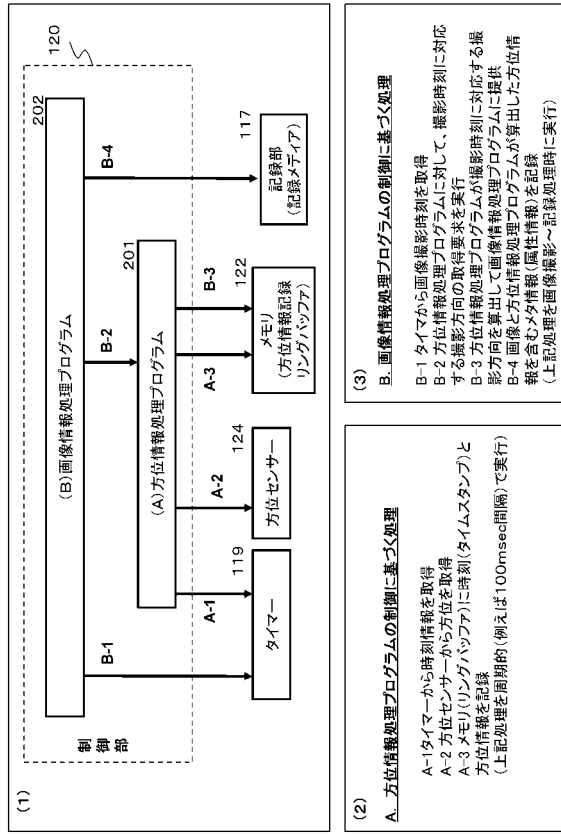 (1)
120
202
(B)画像情報処理プログラム
制御部
B-1
B-2
B-4
201
(A)方位情報処理プログラム
A-1
A-2
A-3
B-3
119
タイマー
124
方位センサー
122
メモリ
(方位情報記録
リングバッファ)
117
記録部
(記録メディア)
(2)
A. 方位情報処理プログラムの制御に基づく処理
A-1タイマーから時刻情報を取得
A-2 方位センサーから方位を取得
A-3 メモリ(リングバッファ)に時刻(タイムスタンプ)と
方位情報を記録
(上記処理を周期的(例えば100msec間隔)で実行)
(3)
B. 画像情報処理プログラムの制御に基づく処理
B-1 タイマから画像撮影時刻を取得
B-2 方位情報処理プログラムに対して、撮影時刻に対応
する撮影方向の取得要求を実行
B-3 方位情報処理プログラムが撮影時刻に対応する撮
影方向を算出して画像情報処理プログラムに提供
B-4 画像と方位情報処理プログラムが算出した方位情
報を含むメタ情報(属性情報)を記録
(上記処理を画像撮影～記録処理時に実行)